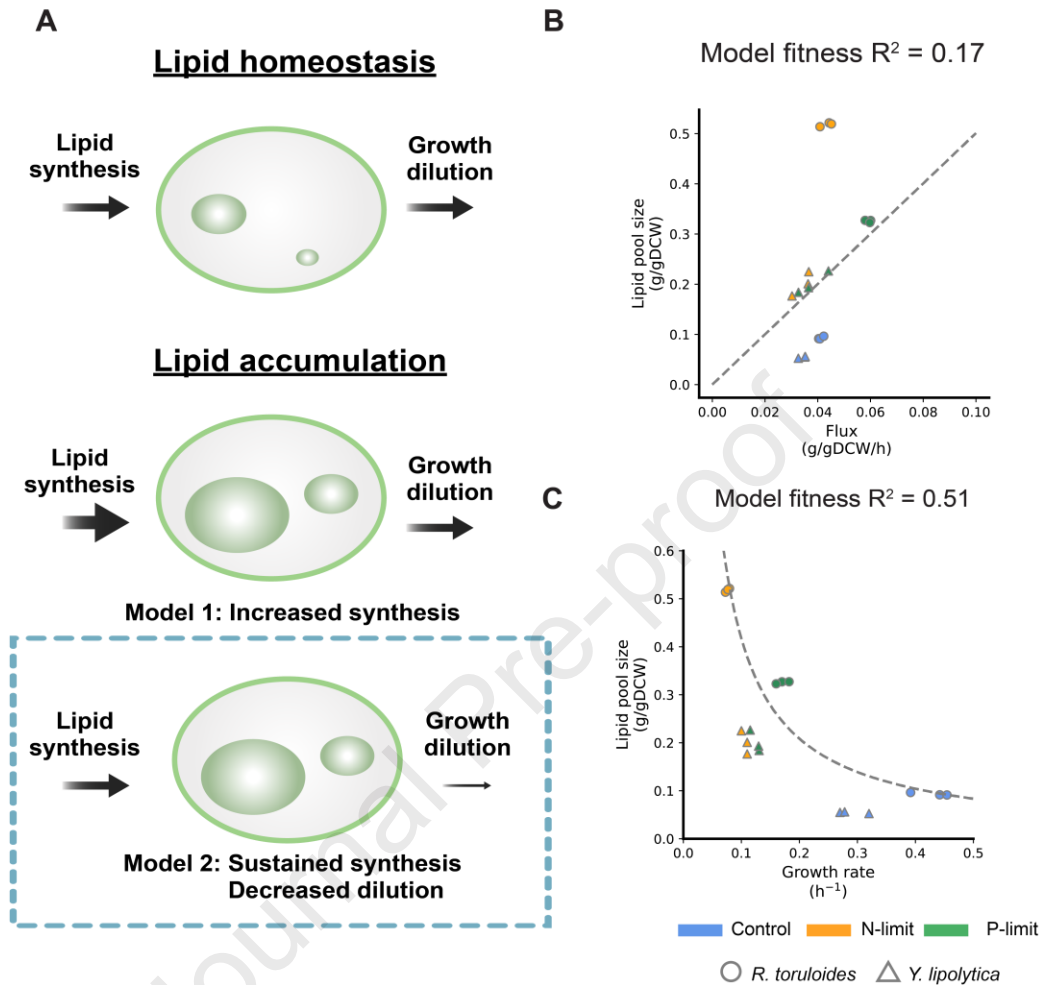 A
Lipid homeostasis
Lipid
synthesis
Growth
dilution
Lipid accumulation
Lipid
synthesis
Growth
dilution
Model 1: Increased synthesis
Lipid
synthesis
Growth
dilution
Model 2: Sustained synthesis
Decreased dilution
B
Model fitness R² = 0.17
Lipid pool size
(g/gDCW)
0.5
0.4
0.3
0.2
0.1
0.0
0.00 0.02 0.04 0.06 0.08 0.10
Flux
(g/gDCW/h)
C
Model fitness R² = 0.51
Lipid pool size
(g/gDCW)
0.6
0.5
0.4
0.3
0.2
0.1
0.0
0.0 0.1 0.2 0.3 0.4 0.5
Growth rate
(h⁻¹)
Control N-limit P-limit
R. toruloides Y. lipolytica
Journal Pre-proof